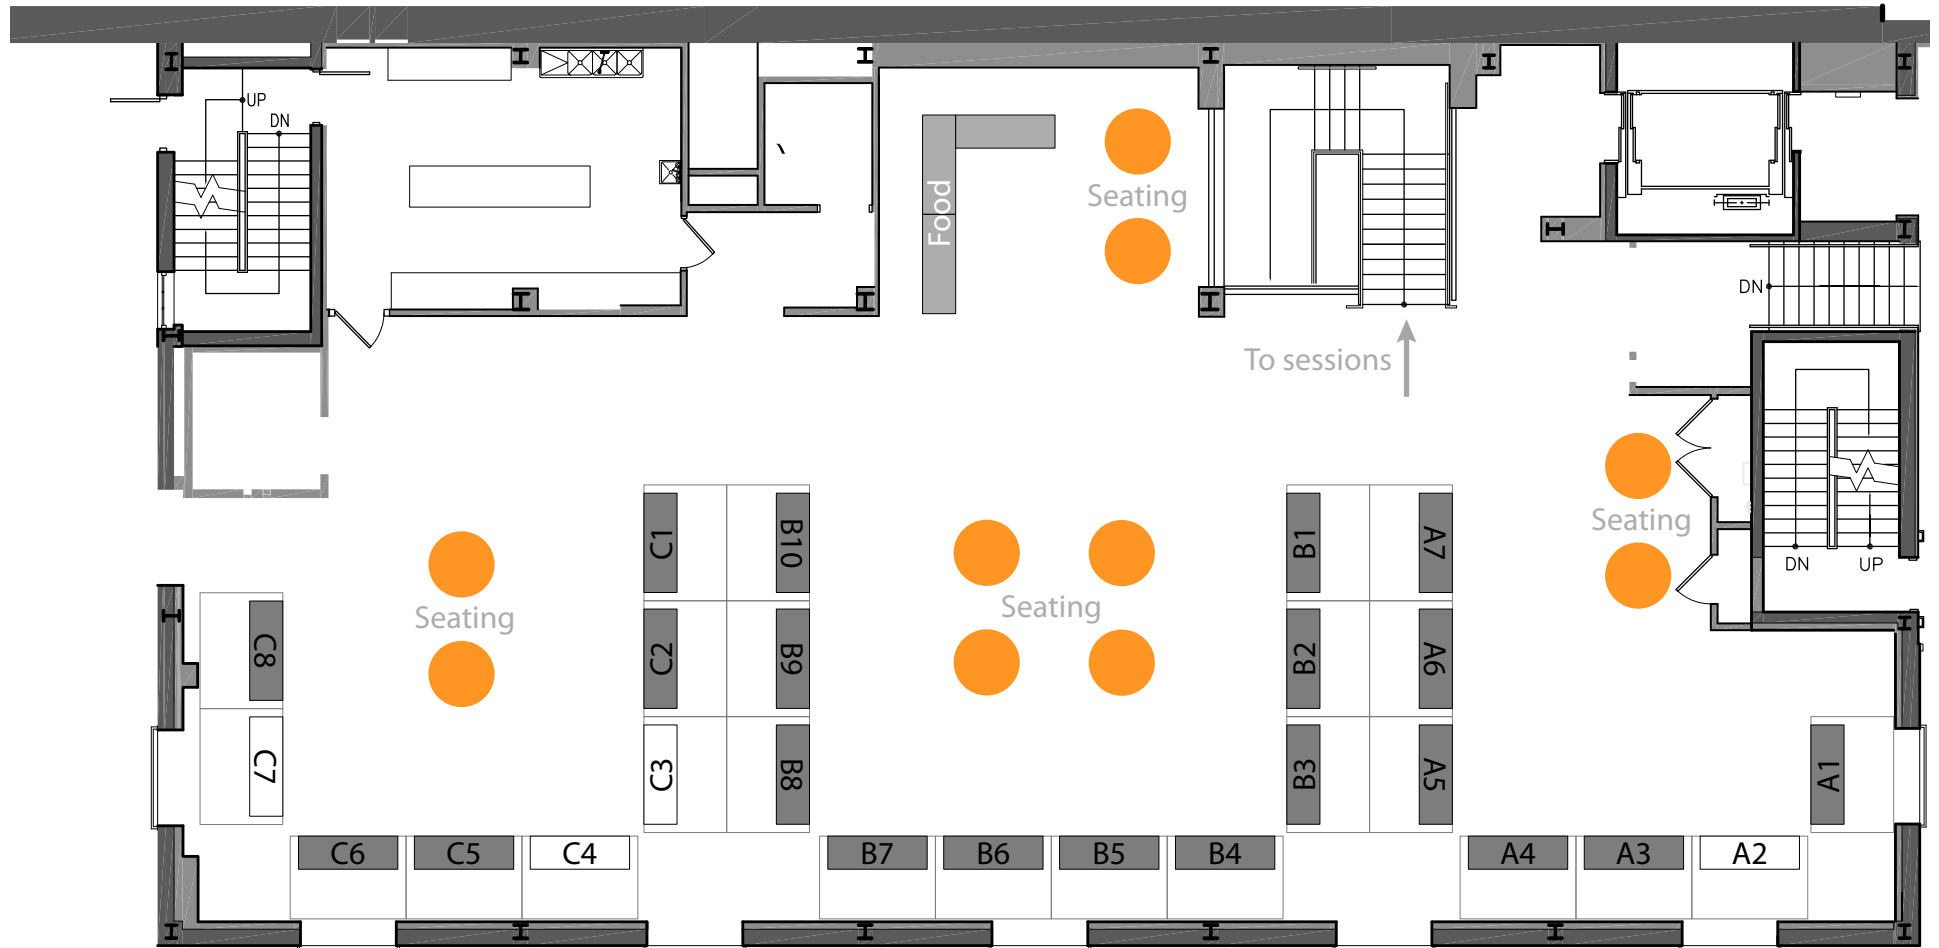 UP
DN
Food
Seating
To sessions
DN
Seating
DN
UP
Seating
Seating
C1
B10
B1
A7
C8
C2
B9
B2
A6
C7
C3
B8
B3
A5
A1
C6
C5
C4
B7
B6
B5
B4
A4
A3
A2